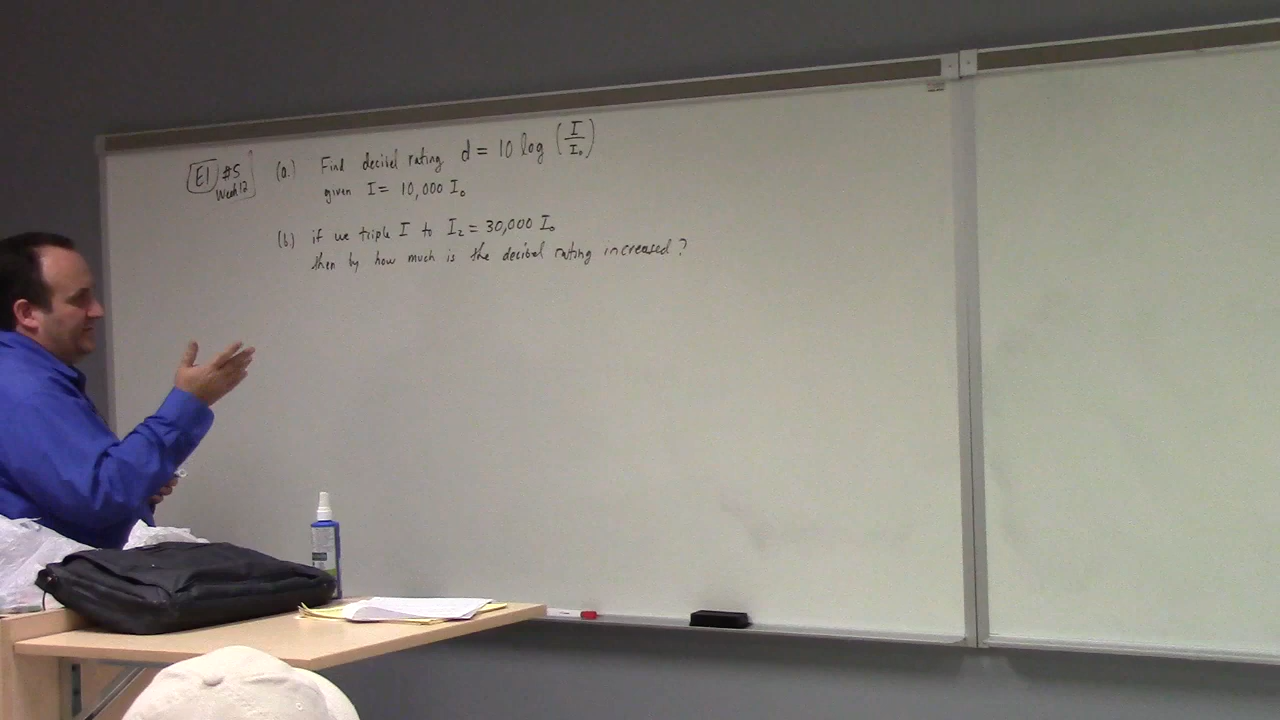 E1 #5 (a.) Find decibel rating d = 10 log (I/I₀)
Week 12 given I = 10,000 I₀
(b) if we triple I to I₂ = 30,000 I₀
then by how much is the decibel rating increased?